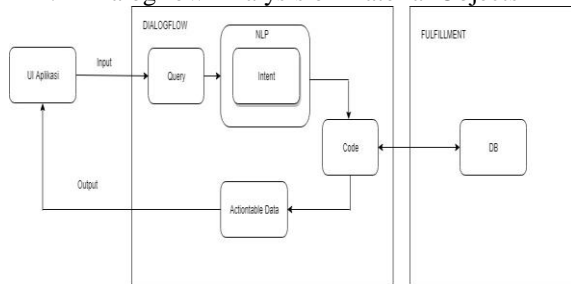 DIALOGFLOW
FULFILLMENT
NLP
Input
UI Aplikasi
Query
Intent
Code
DB
Output
Actiontable Data